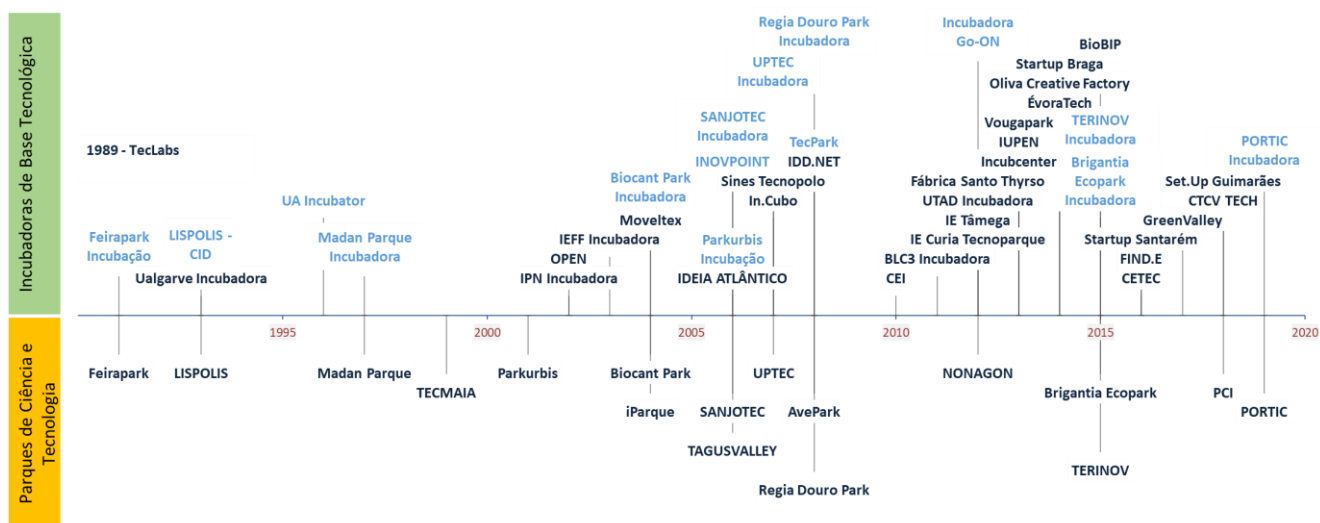 Incubadoras de Base Tecnológica
1989 - TecLabs
Feirapark
Incubação
LISPOLIS -
CID
Ualgarve Incubadora
UA Incubator
Madan Parque
Incubadora
IPN Incubadora
OPEN
IEFF Incubadora
Moveltex
Biocant Park
Incubadora
SANJOTEC
Incubadora
INOVPOINT
Parkurbis
Incubação
IDEIA ATLÂNTICO
Regia Douro Park
Incubadora
UPTEC
Incubadora
TecPark
IDD.NET
Sines Tecnopolo
In.Cubo
Incubadora
Go-ON
BioBIP
Startup Braga
Oliva Creative Factory
ÉvoraTech
Vougapark
IUPEN
Incubcenter
Fábrica Santo Thyrso
UTAD Incubadora
IE Tâmega
IE Curia Tecnoparque
BLC3 Incubadora
CEI
TERINOV
Incubadora
Brigantia
Ecopark
Incubadora
Set.Up Guimarães
CTCV TECH
GreenValley
Startup Santarém
FIND.E
CETEC
PORTIC
Incubadora
1995
2000
2005
2010
2015
2020
Parques de Ciência e
Tecnologia
Feirapark
LISPOLIS
Madan Parque
TECMAIA
Parkurbis
Biocant Park
iParque
SANJOTEC
TAGUSVALLEY
UPTEC
AvePark
Regia Douro Park
NONAGON
Brigantia Ecopark
TERINOV
PCI
PORTIC